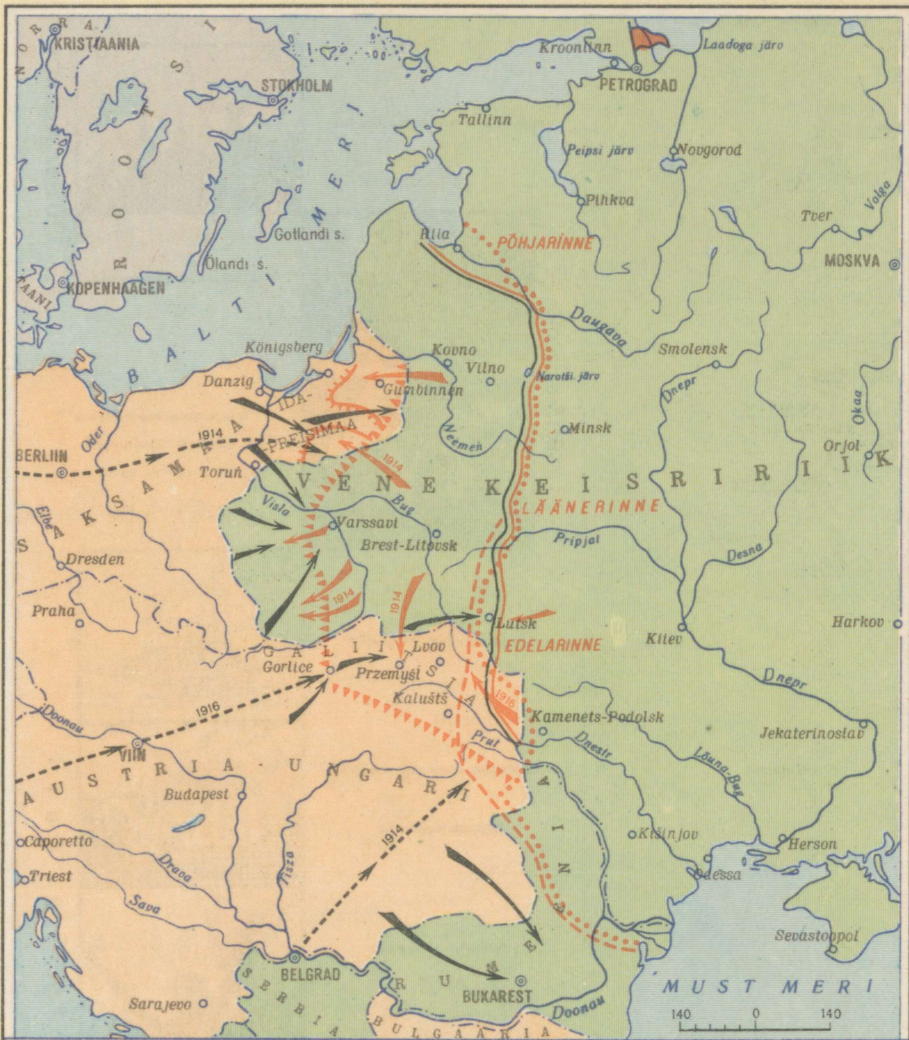 NORRA
KRISTIAANIA
ROOTSI
STOKHOLM
Gotlandi s.
Ölandi s.
TAANI
KOPENHAAGEN
BALTI MERI
Kroonlinn
PETROGRAD
Laadoga järv
Tallinn
Peipsi järv
Novgorod
Pihkva
Tver
Volga
MOSKVA
Riia
PÕHJARINNE
Daugava
Smolensk
Königsberg
Kovno
Vilno
Narotši järv
Dnepr
Okaa
Danzig
IDA-
PREISIMAA
Gumbinnen
Neemen
Minsk
Orjol
Oder
1914
BERLIIN
SAKSAMAA
Toruń
1914
VENE KEISRIRIIK
LÄÄNERINNE
Visla
Bug
Varssavi
Brest-Litovsk
Pripjat
Desna
Elbe
Dresden
Praha
1914
1914
Lutsk
EDELARINNE
Kiiev
Harkov
GALIITSIA
Lvov
Gorlice
Przemyśl
Kalušts
1916
Kamenets-Podolsk
Dnepr
Jekaterinoslav
1916
Doonau
VIIN
Prut
Dnestr
Lõuna-Bug
AUSTRIA-UNGARI
Budapest
1914
Kišinjov
Herson
Odessa
Caporetto
Triest
Drava
Tisza
Sava
Sevastoopol
BELGRAD
RUMEENIA
BUKAREST
Doonau
MUST MERI
Sarajevo
SERBIA
BULGAARIA
140 0 140